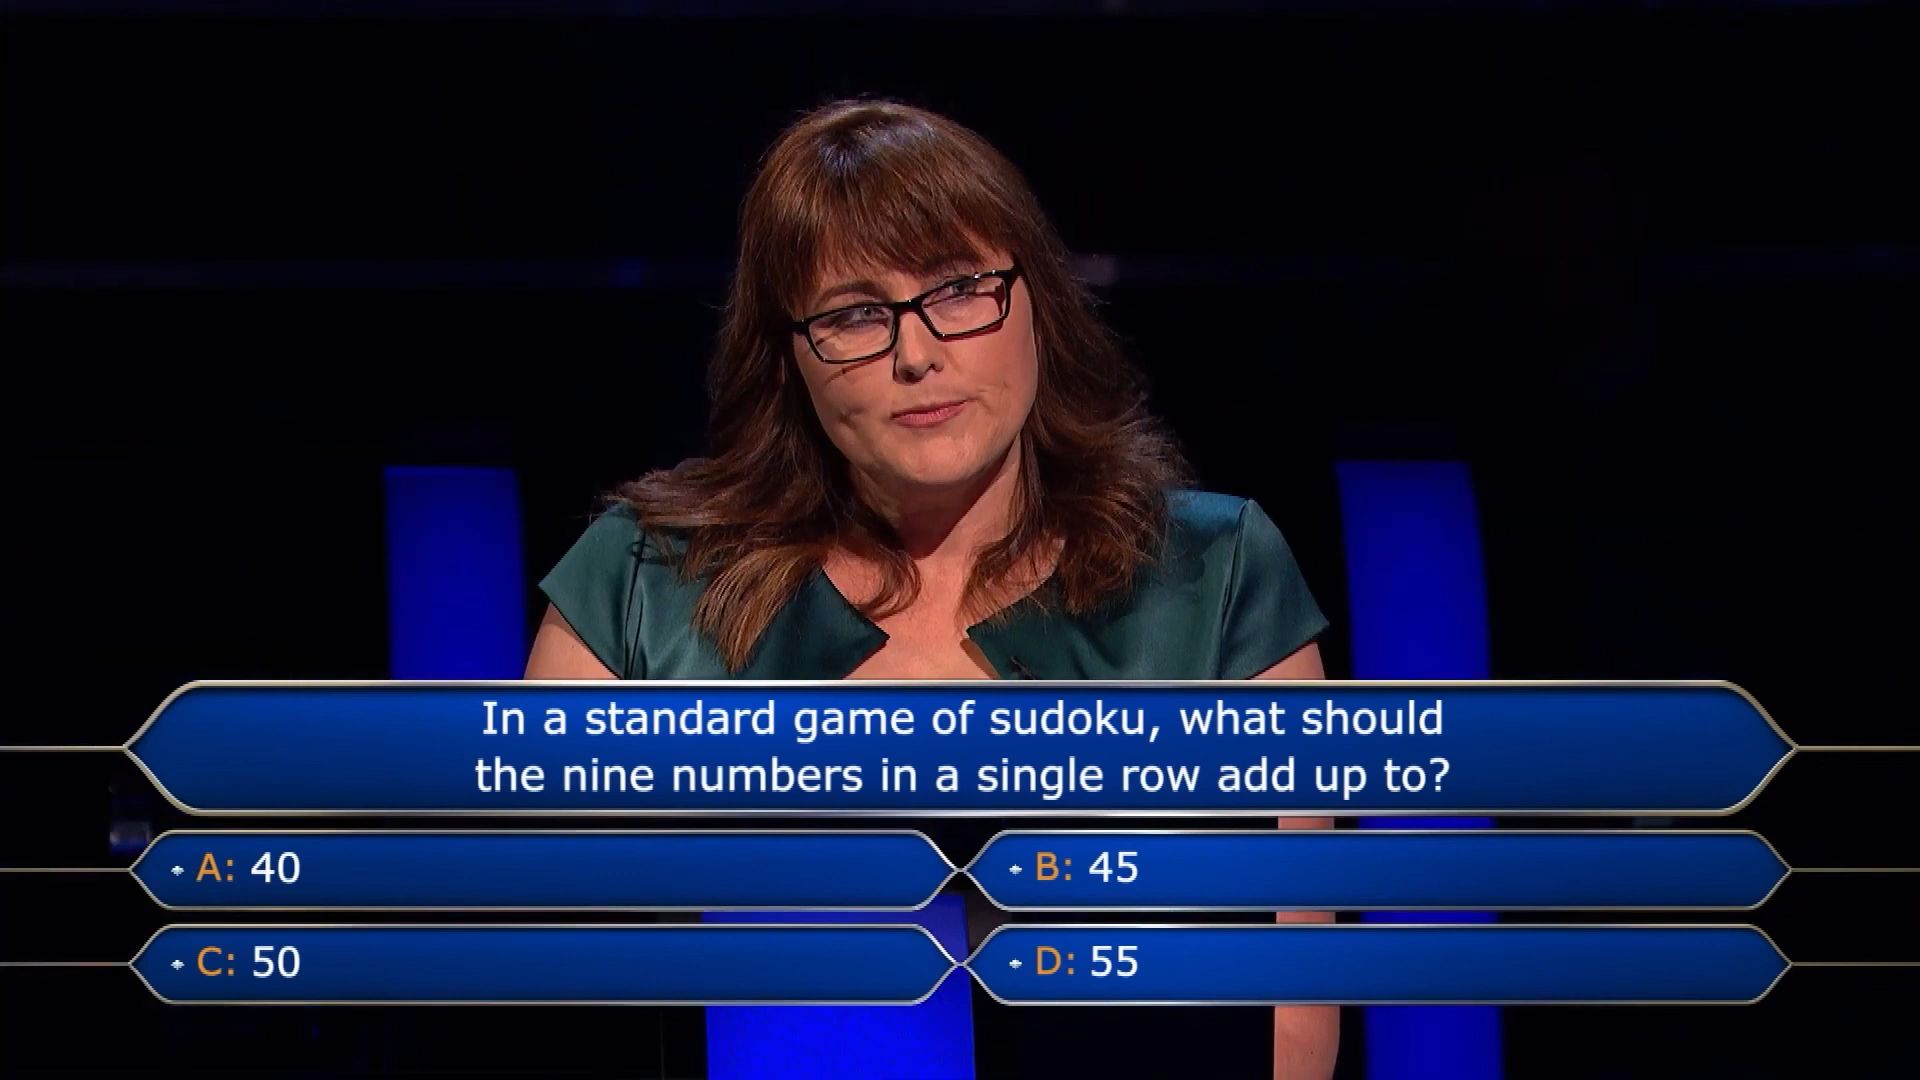 In a standard game of sudoku, what should
the nine numbers in a single row add up to?
A: 40
B: 45
C: 50
D: 55